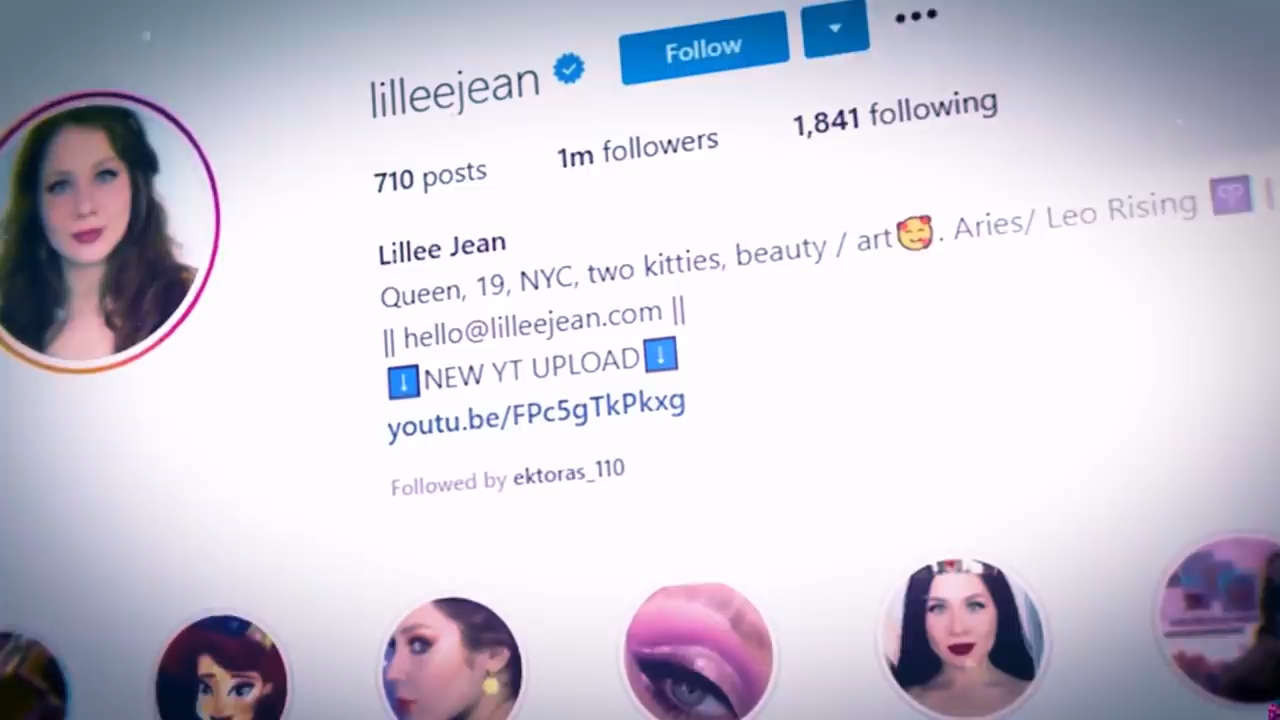 lilleejean Follow
710 posts 1m followers 1,841 following
Lillee Jean
Queen, 19, NYC, two kitties, beauty / art🥰. Aries/ Leo Rising ♈ ||
|| hello@lilleejean.com ||
⬇️NEW YT UPLOAD⬇️
youtu.be/FPc5gTkPkxg
Followed by ektoras_110